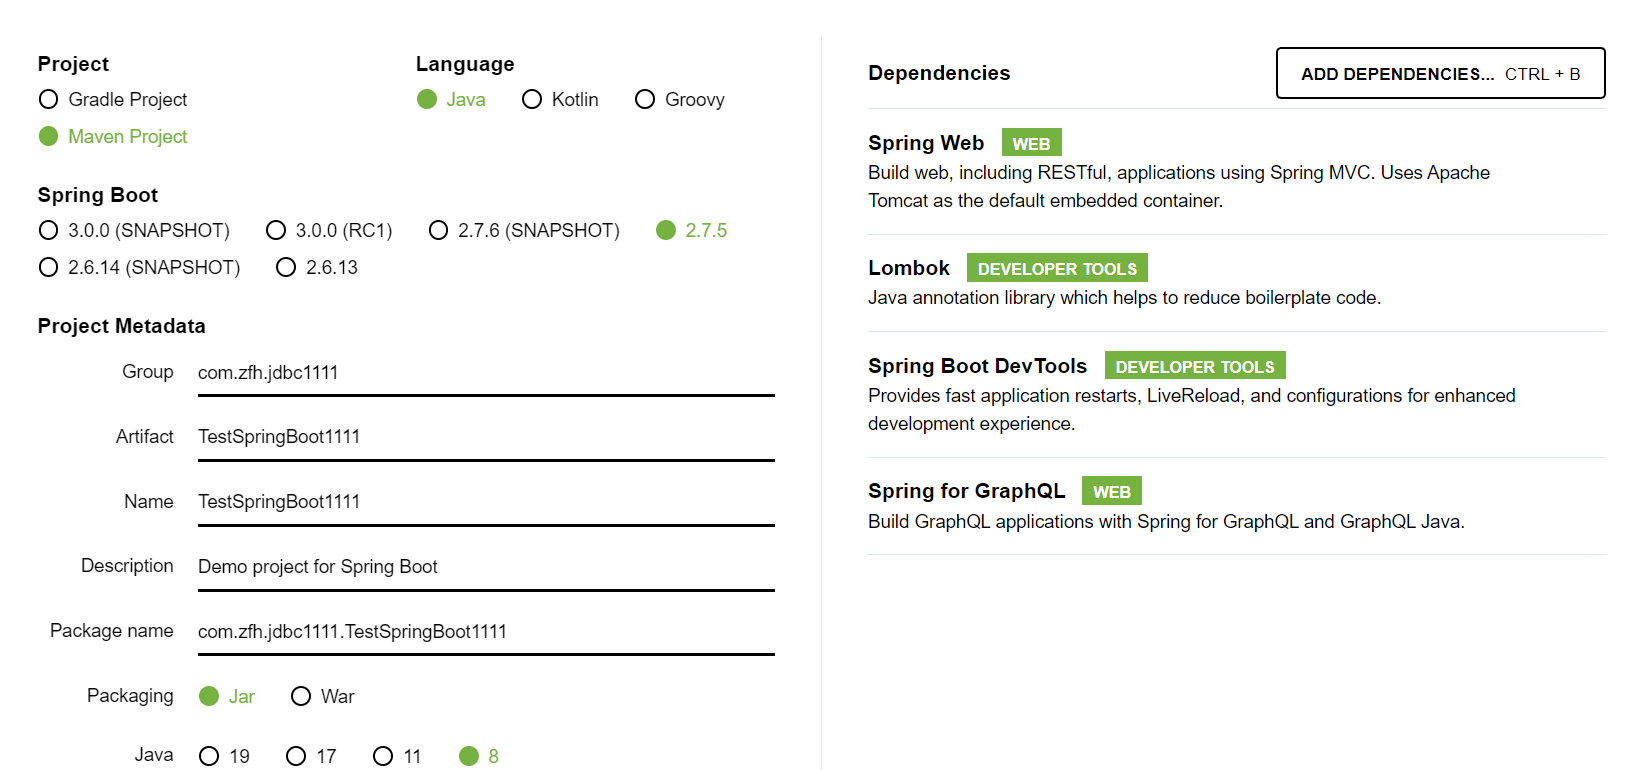 Project
Gradle Project
Maven Project
Language
Java Kotlin Groovy
Spring Boot
3.0.0 (SNAPSHOT) 3.0.0 (RC1) 2.7.6 (SNAPSHOT) 2.7.5
2.6.14 (SNAPSHOT) 2.6.13
Project Metadata
Group com.zfh.jdbc1111
Artifact TestSpringBoot1111
Name TestSpringBoot1111
Description Demo project for Spring Boot
Package name com.zfh.jdbc1111.TestSpringBoot1111
Packaging Jar War
Java 19 17 11 8
Dependencies ADD DEPENDENCIES... CTRL + B
Spring Web WEB
Build web, including RESTful, applications using Spring MVC. Uses Apache
Tomcat as the default embedded container.
Lombok DEVELOPER TOOLS
Java annotation library which helps to reduce boilerplate code.
Spring Boot DevTools DEVELOPER TOOLS
Provides fast application restarts, LiveReload, and configurations for enhanced
development experience.
Spring for GraphQL WEB
Build GraphQL applications with Spring for GraphQL and GraphQL Java.